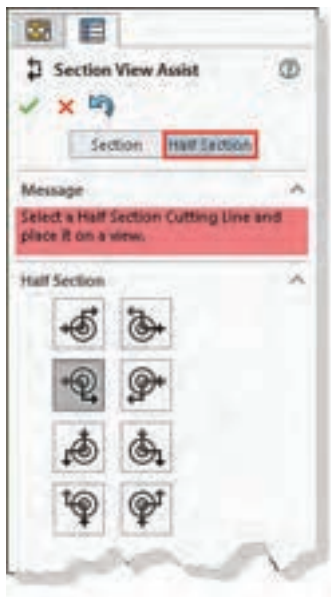 Section View Assist
Section Half Section
Message
Select a Half Section Cutting Line and
place it on a view.
Half Section